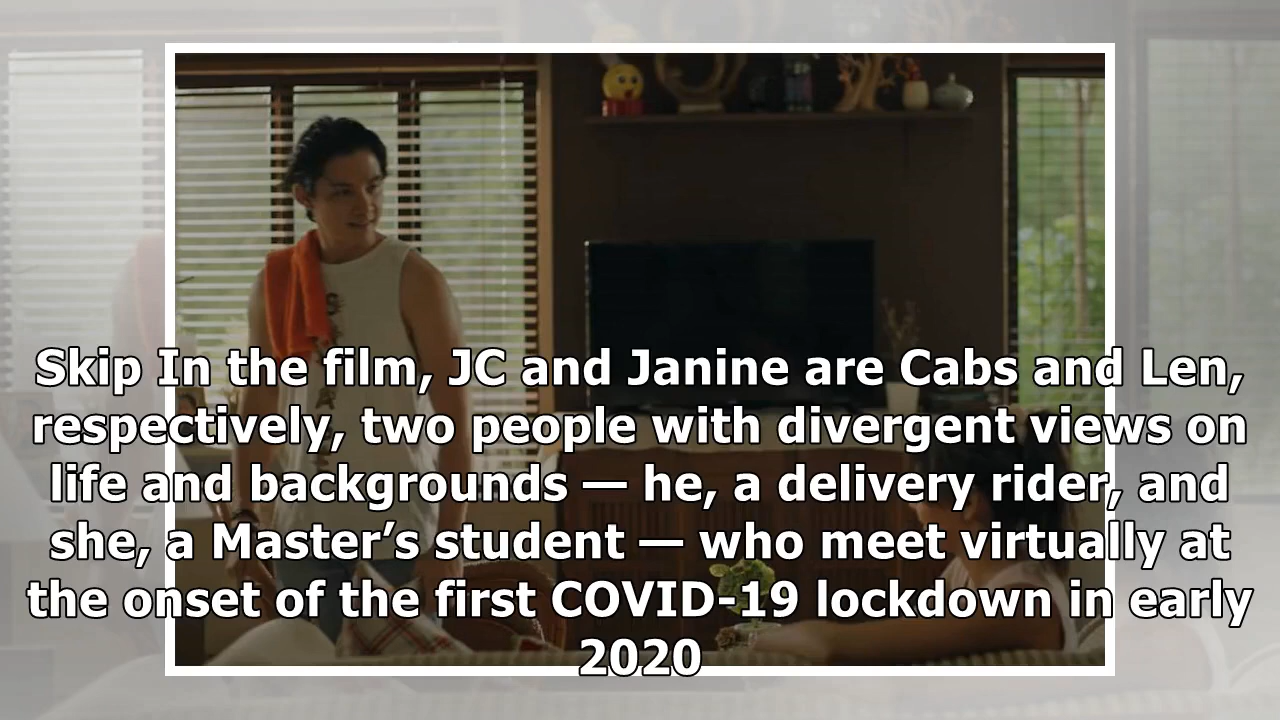 Skip In the film, JC and Janine are Cabs and Len,
respectively, two people with divergent views on
life and backgrounds — he, a delivery rider, and
she, a Master’s student — who meet virtually at
the onset of the first COVID-19 lockdown in early
2020